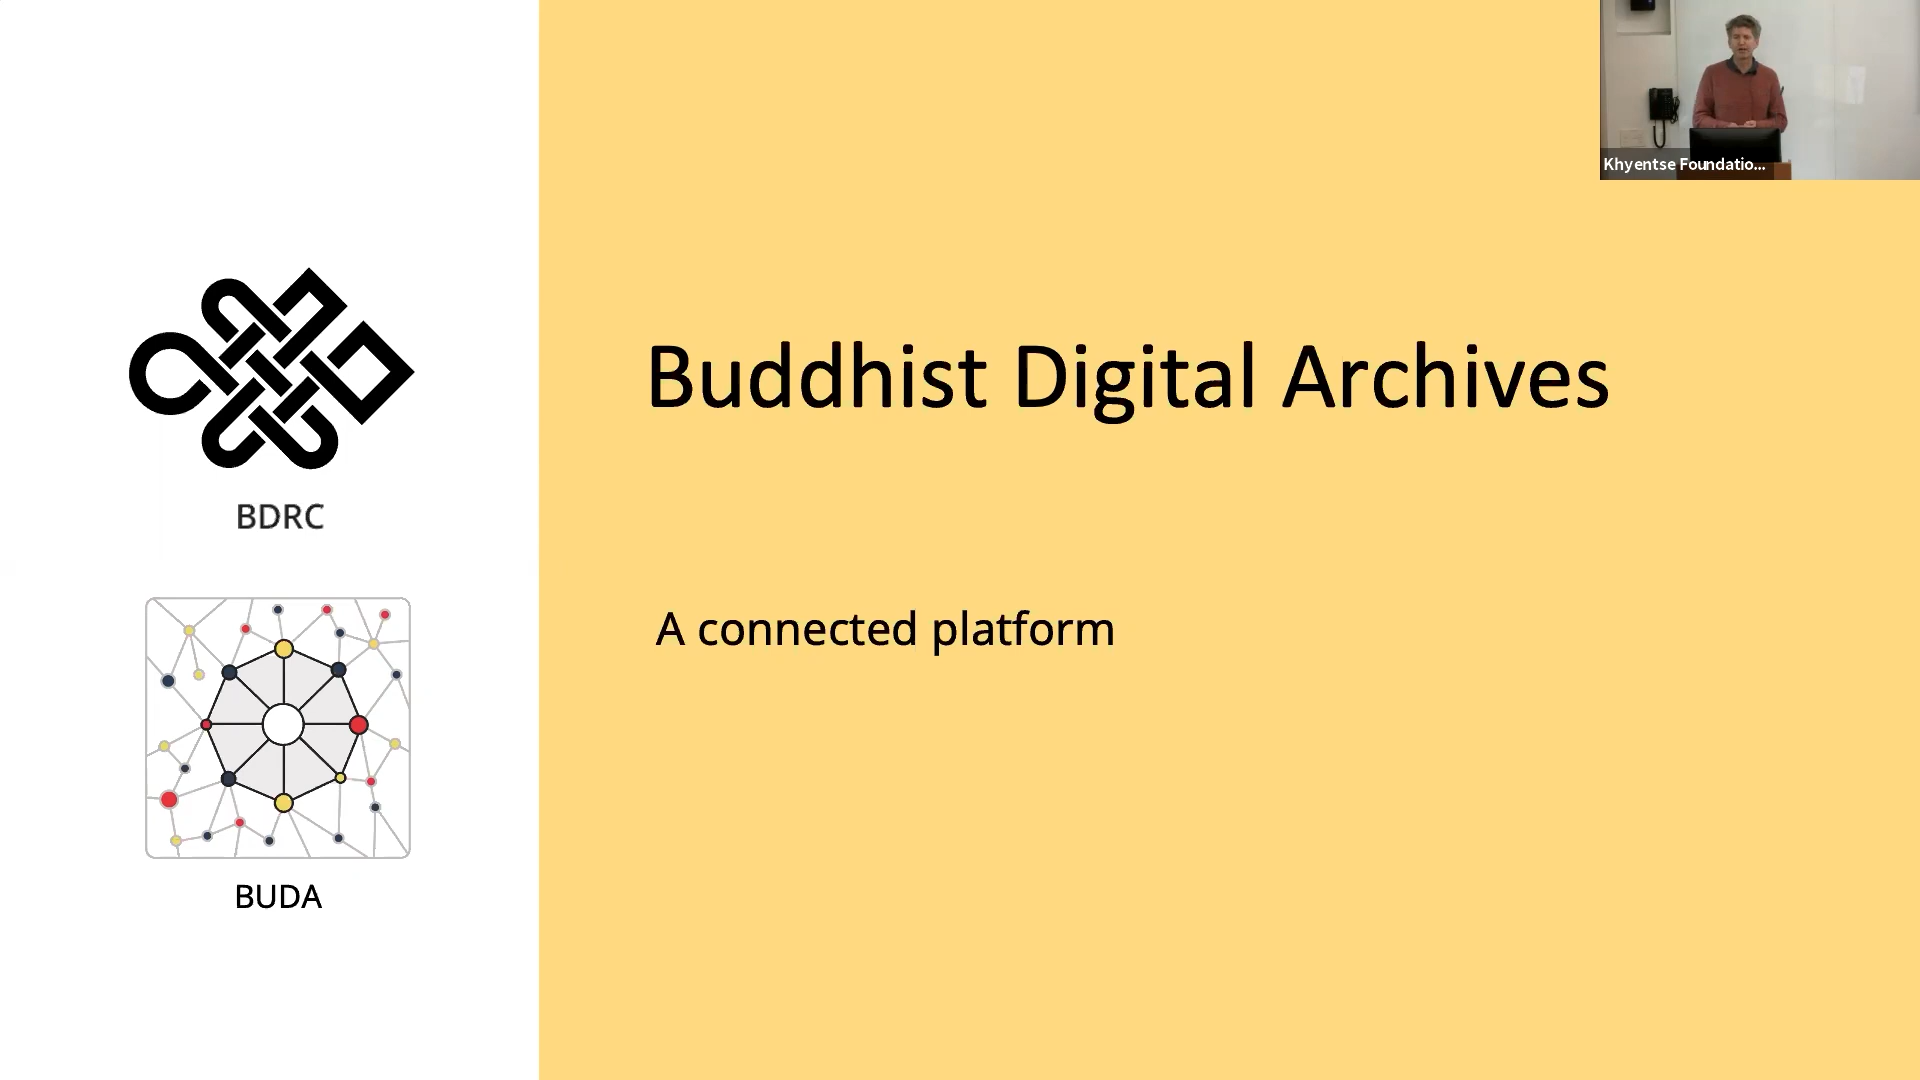 Khyentse Foundatio...
Buddhist Digital Archives
BDRC
A connected platform
BUDA